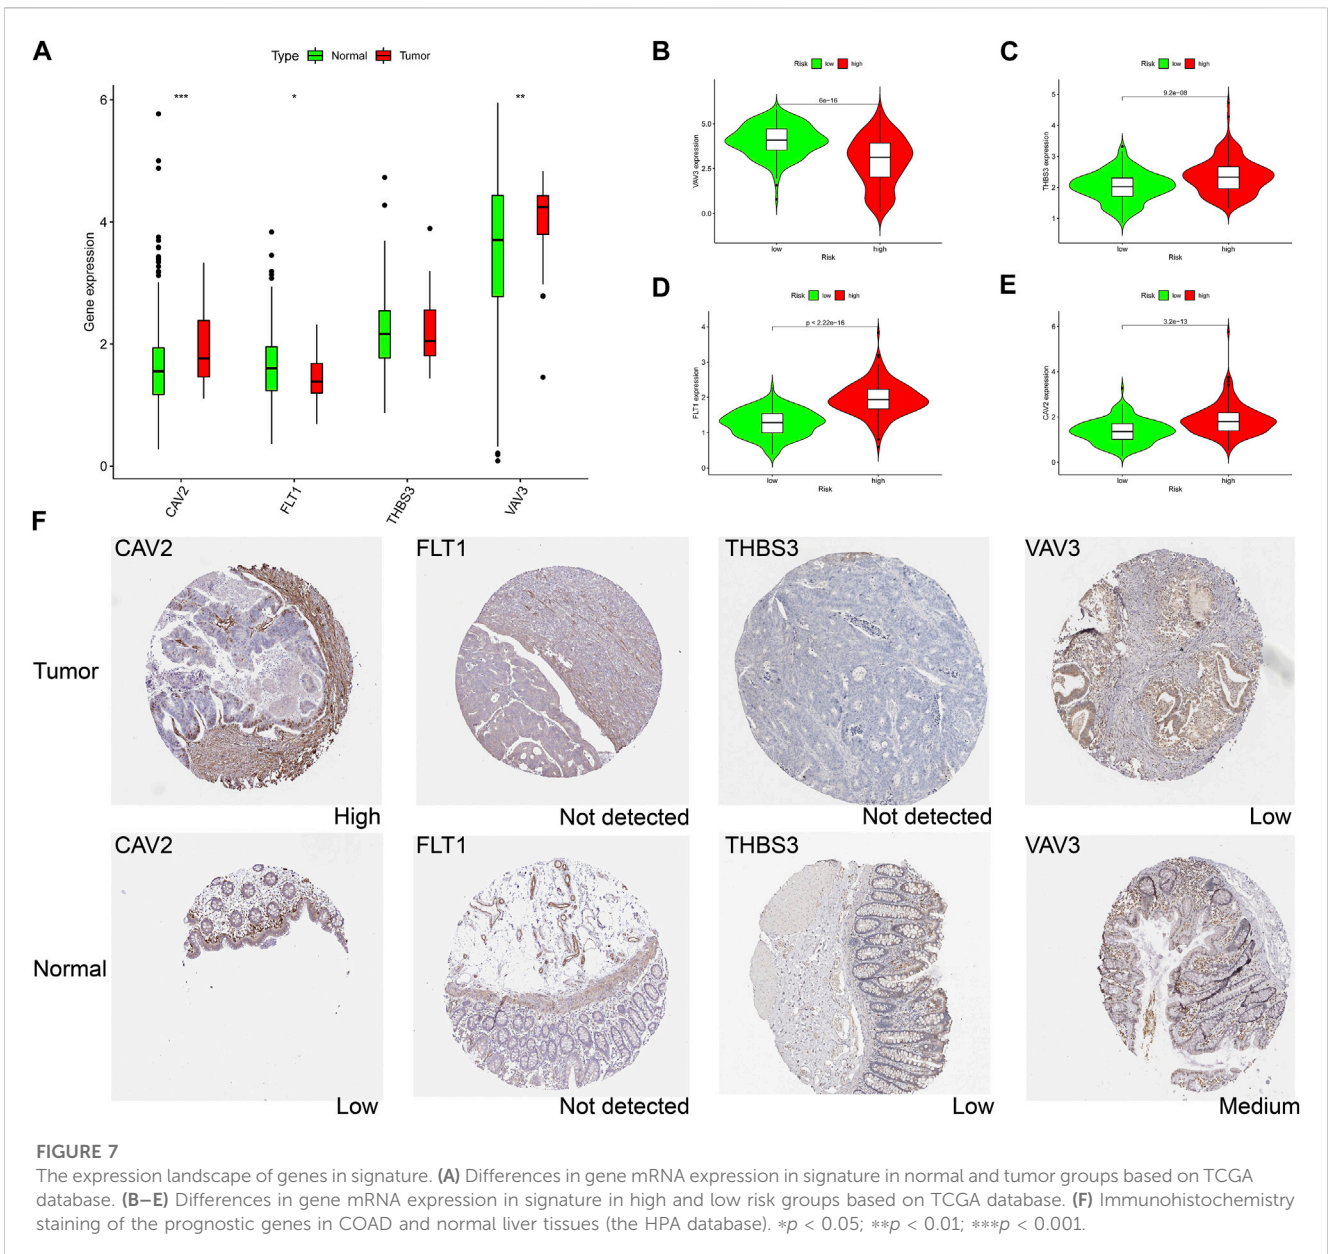 A
Type Normal Tumor
*** * **
Gene expression
6
4
2
0
CAV2 FLT1 THBS3 VAV3
B
Risk low high
6e−16
VAV3 expression
5.0
2.5
0.0
low high
Risk
C
Risk low high
9.2e−08
THBS3 expression
5
4
3
2
1
low high
Risk
D
Risk low high
p < 2.22e−16
FLT1 expression
4
3
2
1
0
low high
Risk
E
Risk low high
3.2e−13
CAV2 expression
6
4
2
0
low high
Risk
F
CAV2 FLT1 THBS3 VAV3
Tumor
High Not detected Not detected Low
CAV2 FLT1 THBS3 VAV3
Normal
Low Not detected Low Medium
FIGURE 7
The expression landscape of genes in signature. (A) Differences in gene mRNA expression in signature in normal and tumor groups based on TCGA
database. (B–E) Differences in gene mRNA expression in signature in high and low risk groups based on TCGA database. (F) Immunohistochemistry
staining of the prognostic genes in COAD and normal liver tissues (the HPA database). ∗p < 0.05; ∗∗p < 0.01; ∗∗∗p < 0.001.